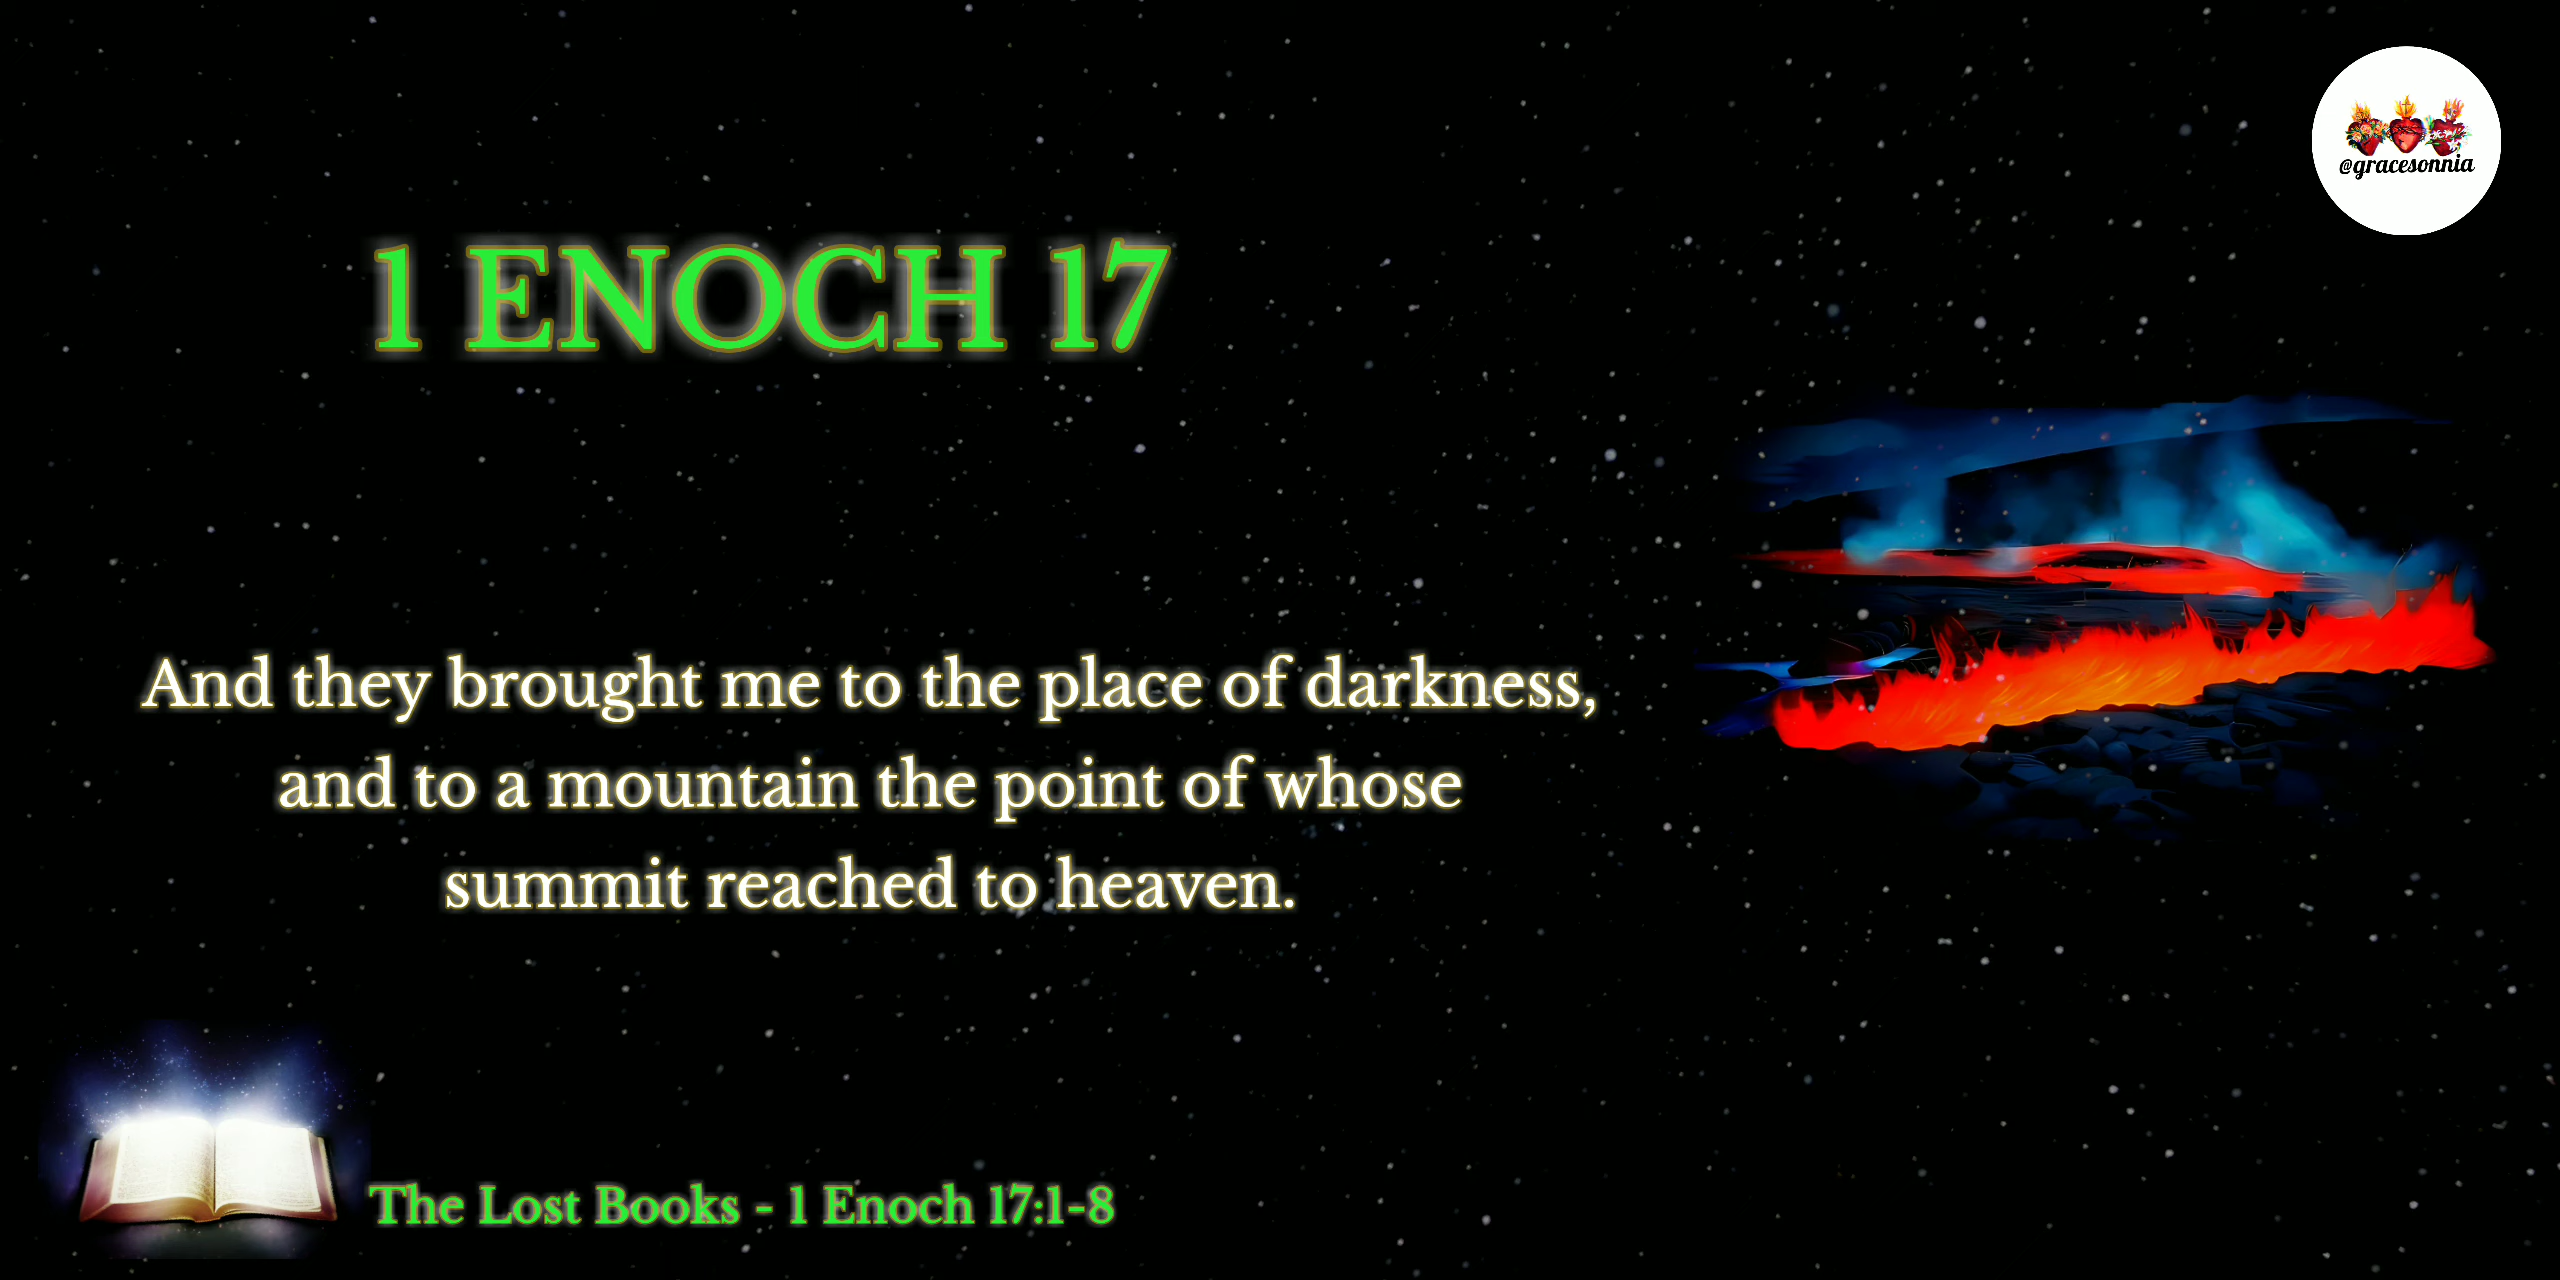 @gracesonnia
1 ENOCH 17
And they brought me to the place of darkness,
and to a mountain the point of whose
summit reached to heaven.
The Lost Books - 1 Enoch 17:1-8